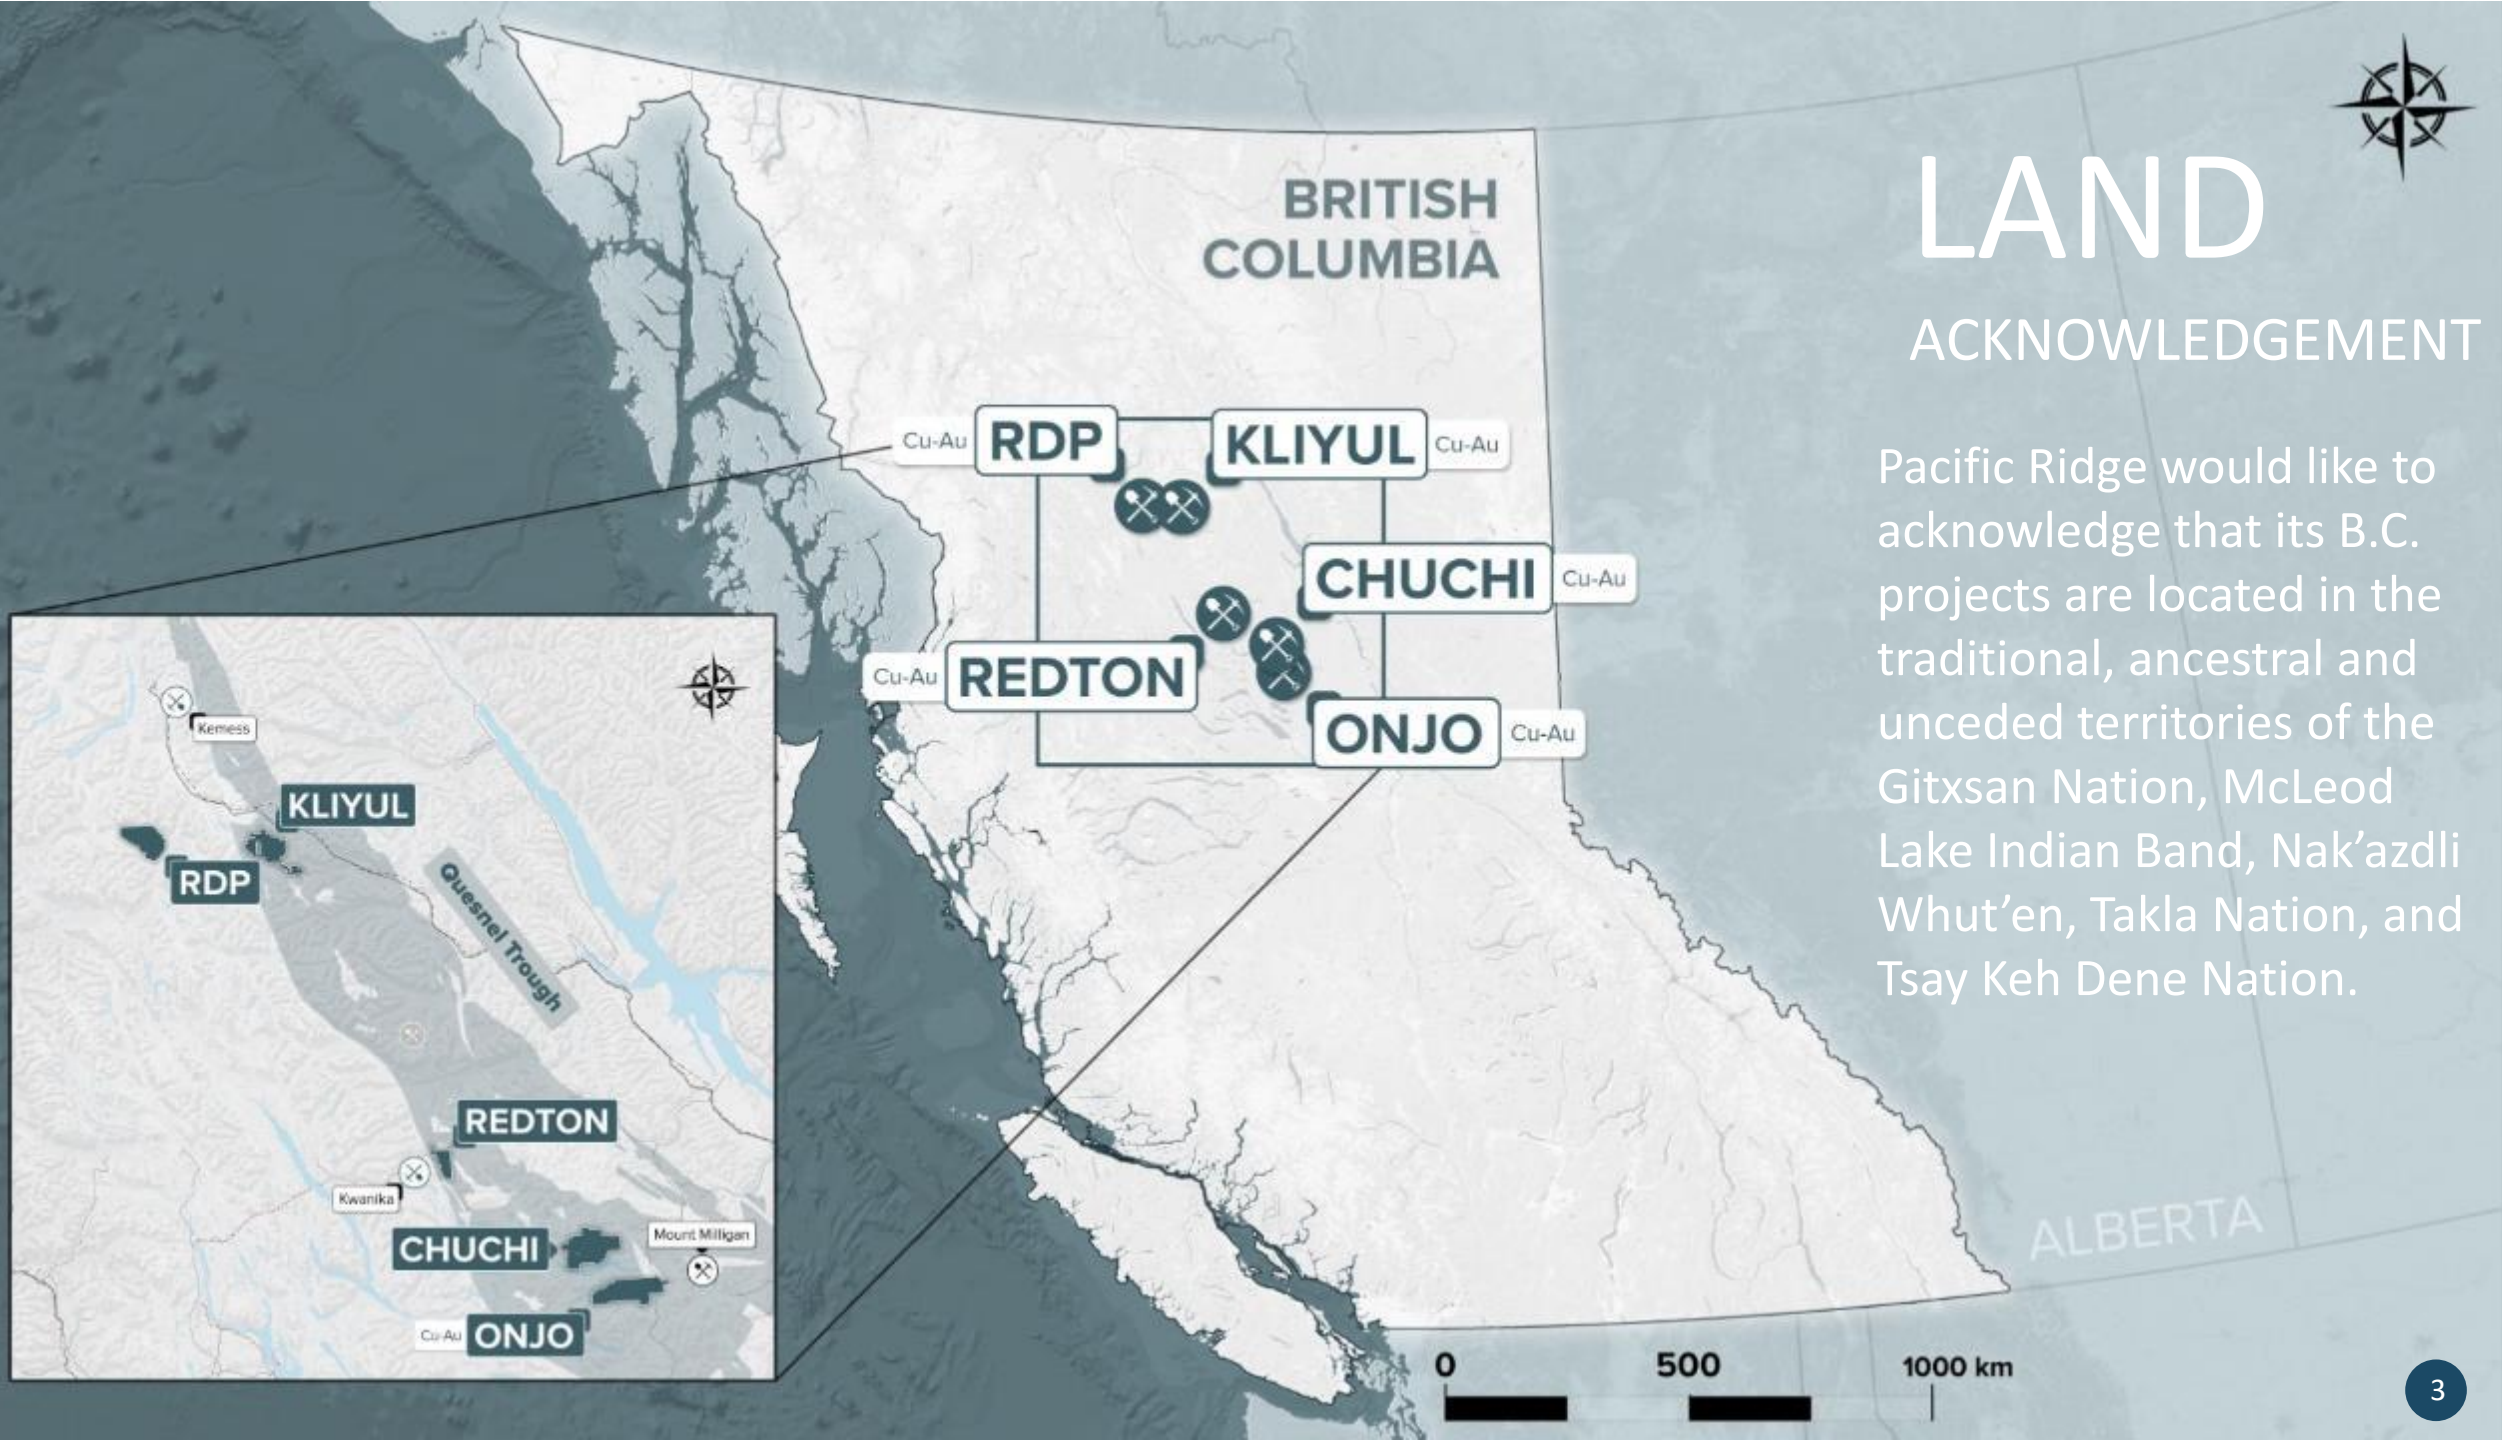 LAND
ACKNOWLEDGEMENT
Pacific Ridge would like to
acknowledge that its B.C.
projects are located in the
traditional, ancestral and
unceded territories of the
Gitxsan Nation, McLeod
Lake Indian Band, Nak’azdli
Whut’en, Takla Nation, and
Tsay Keh Dene Nation.
BRITISH
COLUMBIA
Cu-Au RDP
KLIYUL Cu-Au
CHUCHI Cu-Au
Cu-Au REDTON
ONJO Cu-Au
ALBERTA
Kemess
KLIYUL
RDP
Quesnel Trough
REDTON
Kwanika
CHUCHI
Mount Milligan
Cu-Au ONJO
0 500 1000 km
3